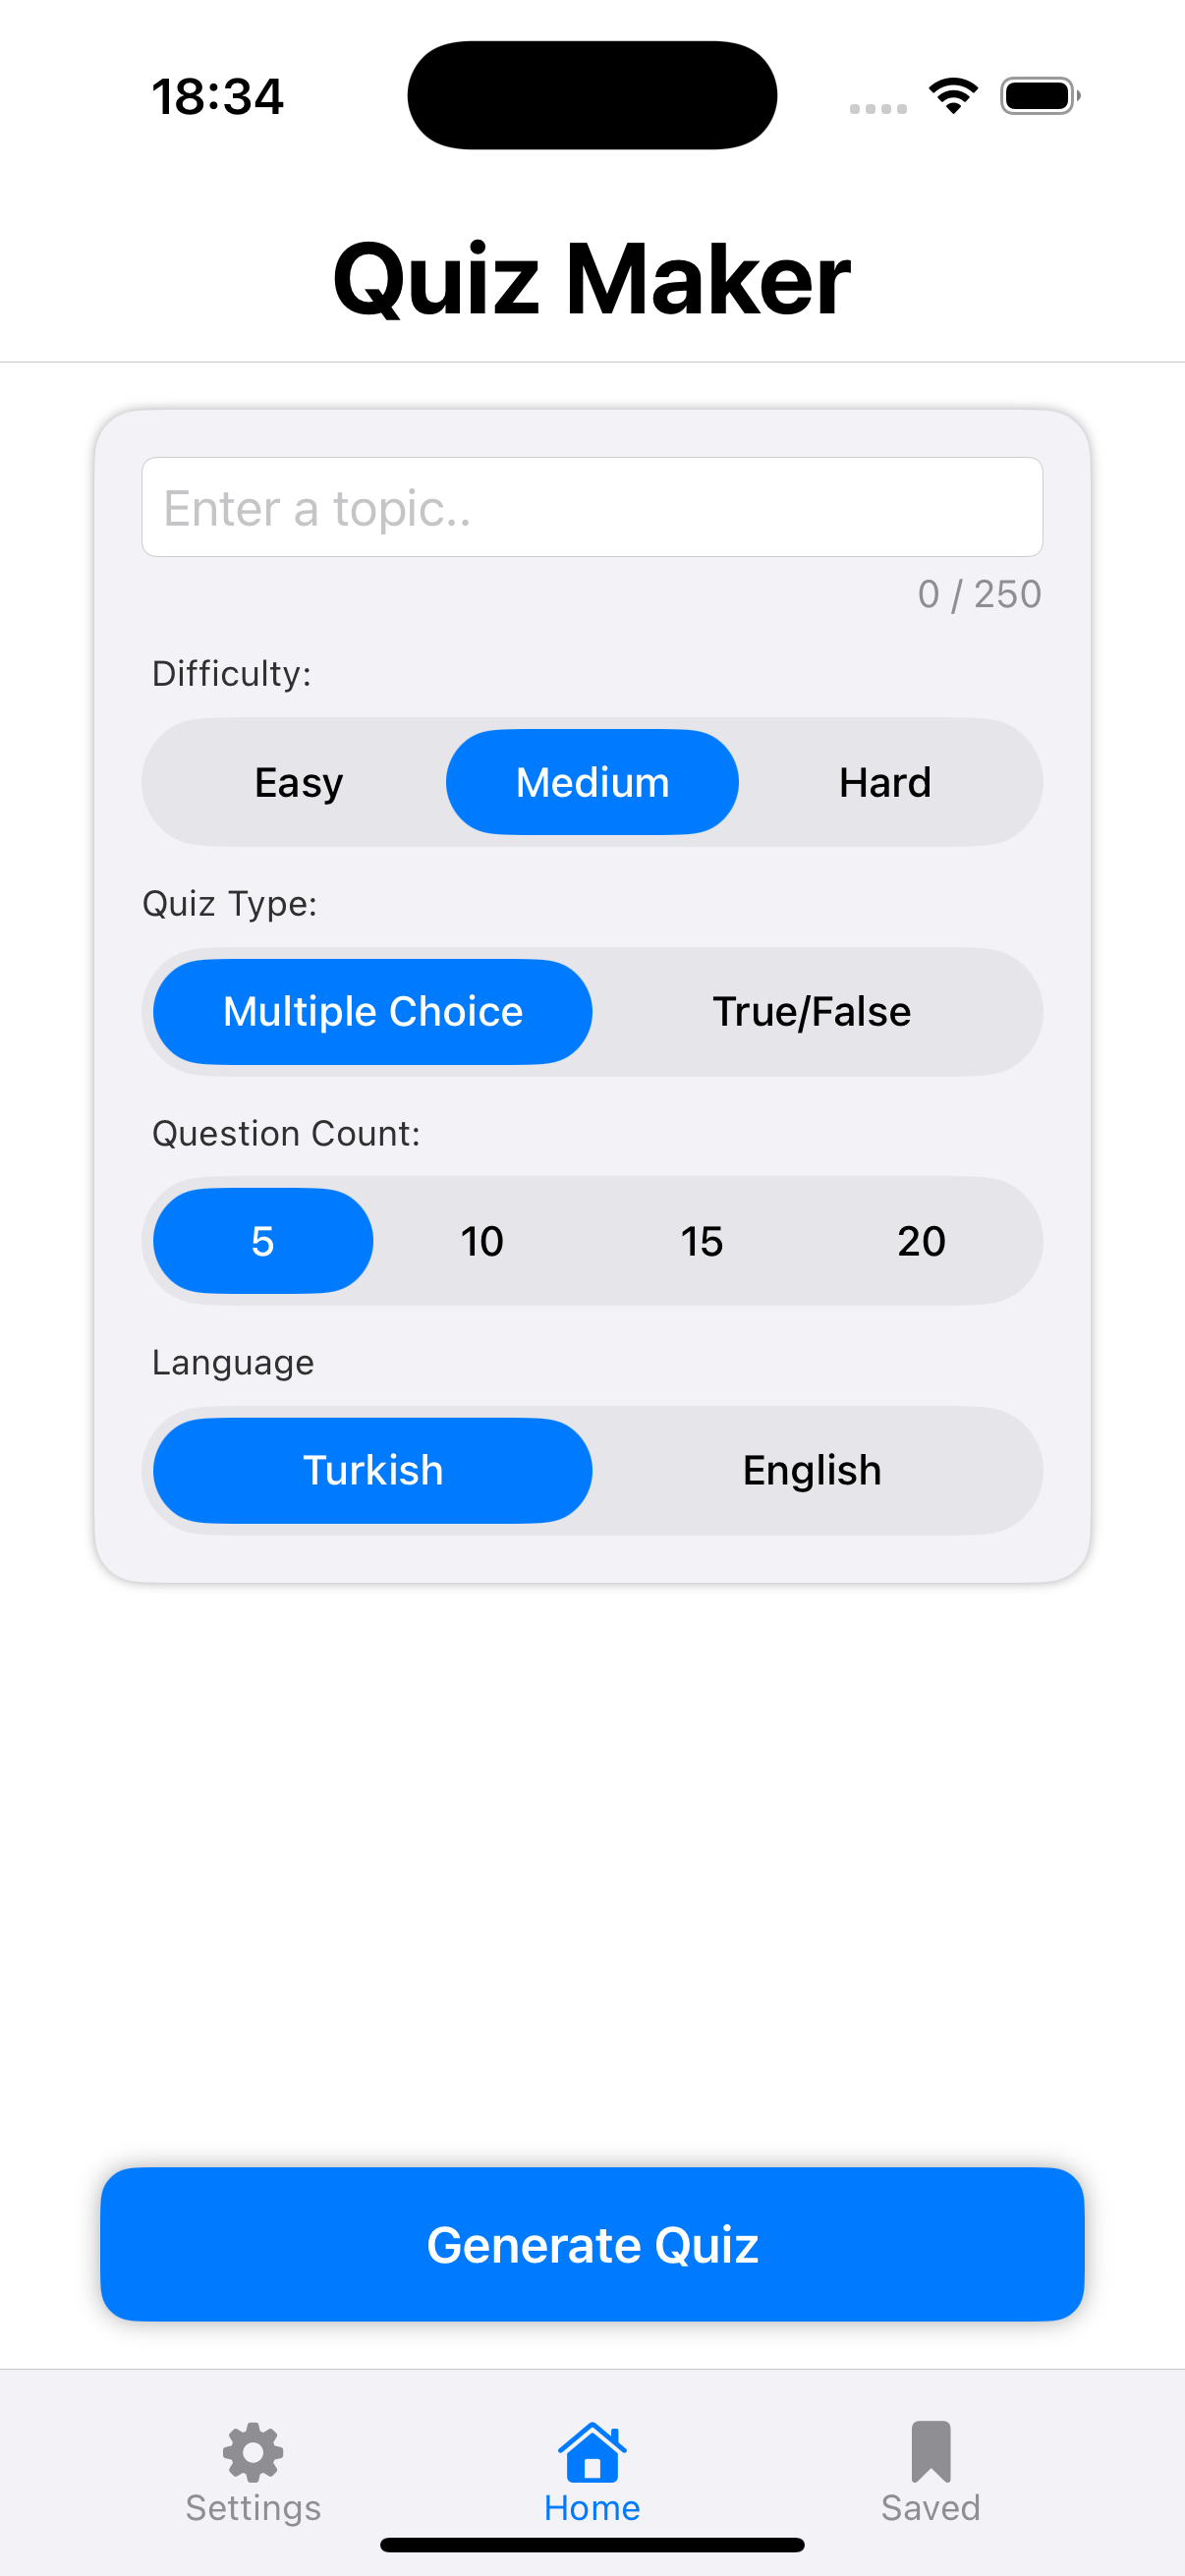 18:34
Quiz Maker
Enter a topic..
0 / 250
Difficulty:
Easy Medium Hard
Quiz Type:
Multiple Choice True/False
Question Count:
5 10 15 20
Language
Turkish English
Generate Quiz
Settings Home Saved